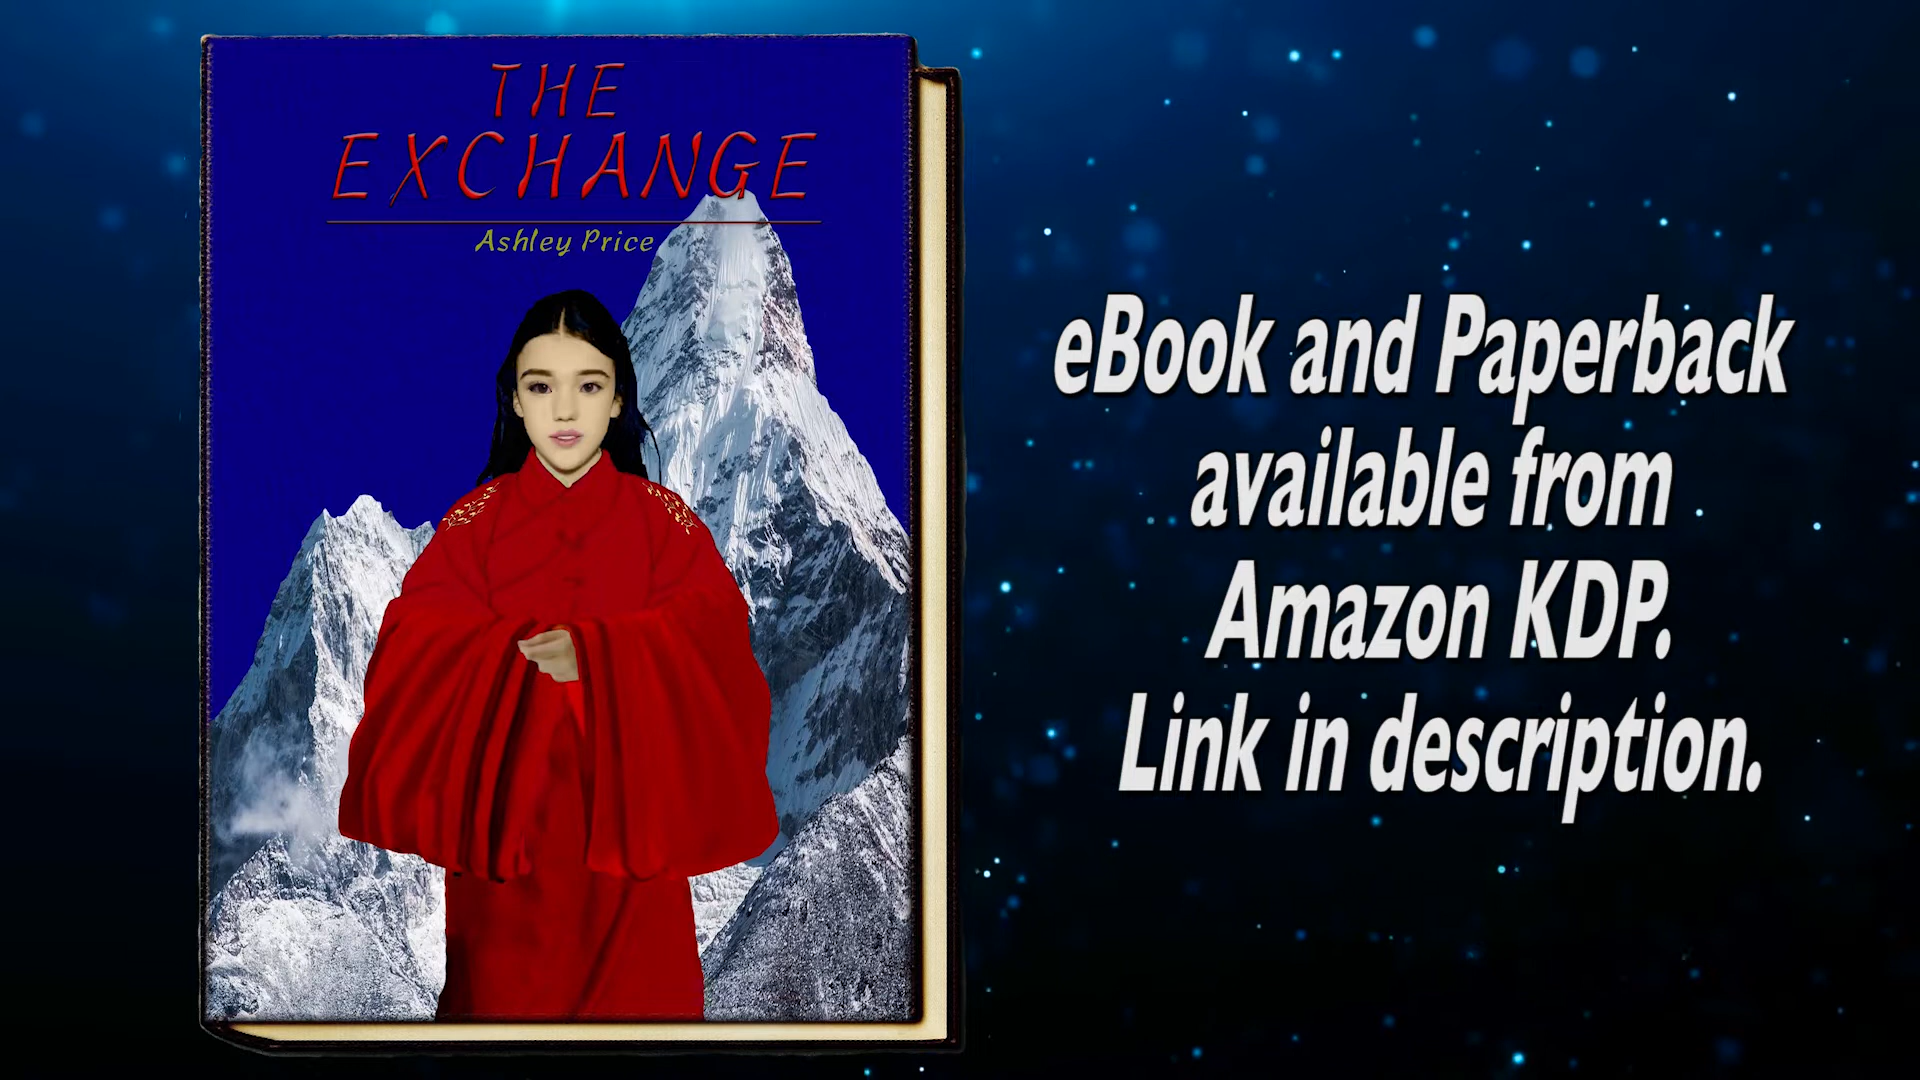 THE
EXCHANGE
Ashley Price
eBook and Paperback
available from
Amazon KDP.
Link in description.